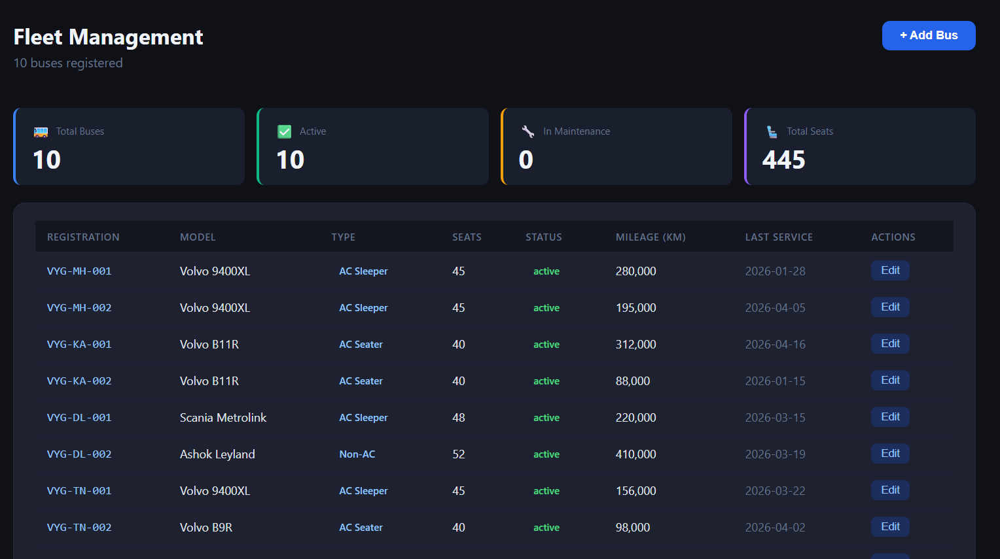 Fleet Management
+ Add Bus
10 buses registered
Total Buses
10
Active
10
In Maintenance
0
Total Seats
445
REGISTRATION MODEL TYPE SEATS STATUS MILEAGE (KM) LAST SERVICE ACTIONS
VYG-MH-001 Volvo 9400XL AC Sleeper 45 active 280,000 2026-01-28 Edit
VYG-MH-002 Volvo 9400XL AC Sleeper 45 active 195,000 2026-04-05 Edit
VYG-KA-001 Volvo B11R AC Seater 40 active 312,000 2026-04-16 Edit
VYG-KA-002 Volvo B11R AC Seater 40 active 88,000 2026-01-15 Edit
VYG-DL-001 Scania Metrolink AC Sleeper 48 active 220,000 2026-03-15 Edit
VYG-DL-002 Ashok Leyland Non-AC 52 active 410,000 2026-03-19 Edit
VYG-TN-001 Volvo 9400XL AC Sleeper 45 active 156,000 2026-03-22 Edit
VYG-TN-002 Volvo B9R AC Seater 40 active 98,000 2026-04-02 Edit